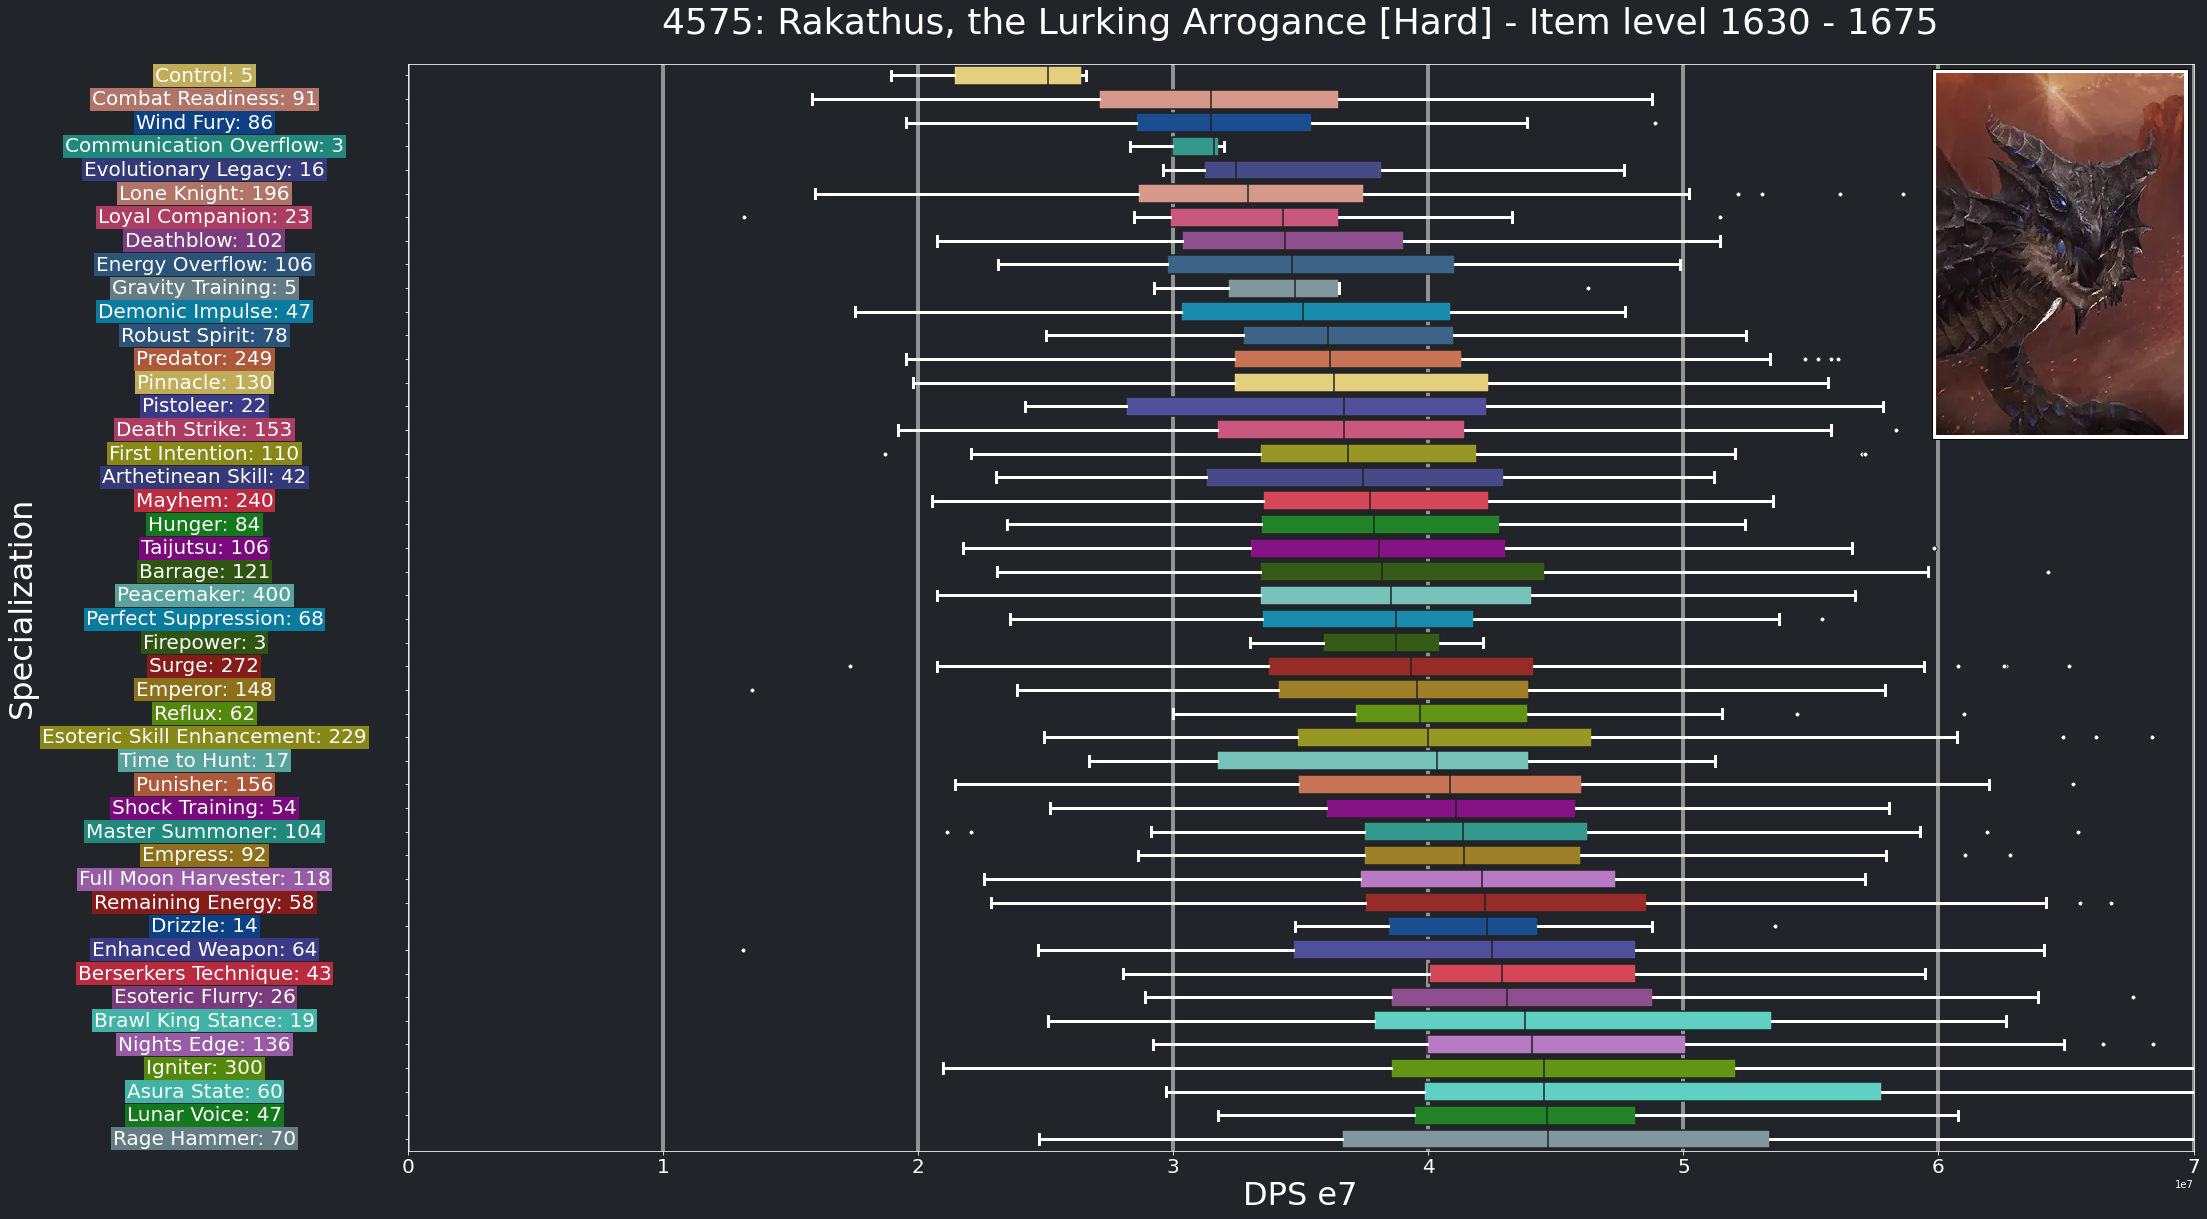 4575: Rakathus, the Lurking Arrogance [Hard] - Item level 1630 - 1675
Specialization
Control: 5
Combat Readiness: 91
Wind Fury: 86
Communication Overflow: 3
Evolutionary Legacy: 16
Lone Knight: 196
Loyal Companion: 23
Deathblow: 102
Energy Overflow: 106
Gravity Training: 5
Demonic Impulse: 47
Robust Spirit: 78
Predator: 249
Pinnacle: 130
Pistoleer: 22
Death Strike: 153
First Intention: 110
Arthetinean Skill: 42
Mayhem: 240
Hunger: 84
Taijutsu: 106
Barrage: 121
Peacemaker: 400
Perfect Suppression: 68
Firepower: 3
Surge: 272
Emperor: 148
Reflux: 62
Esoteric Skill Enhancement: 229
Time to Hunt: 17
Punisher: 156
Shock Training: 54
Master Summoner: 104
Empress: 92
Full Moon Harvester: 118
Remaining Energy: 58
Drizzle: 14
Enhanced Weapon: 64
Berserkers Technique: 43
Esoteric Flurry: 26
Brawl King Stance: 19
Nights Edge: 136
Igniter: 300
Asura State: 60
Lunar Voice: 47
Rage Hammer: 70
0 1 2 3 4 5 6 7
1e7
DPS e7